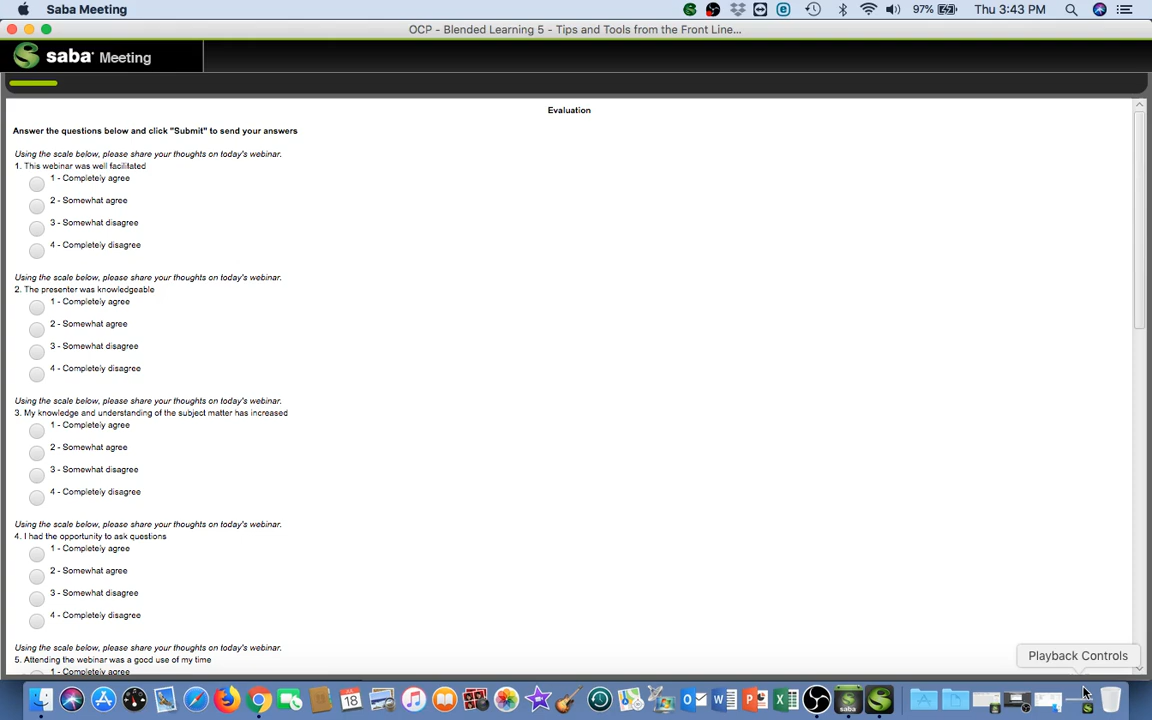 Saba Meeting
97%
Thu 3:43 PM
OCP - Blended Learning 5 - Tips and Tools from the Front Line...
saba Meeting
Evaluation
Answer the questions below and click "Submit" to send your answers
Using the scale below, please share your thoughts on today's webinar.
1. This webinar was well facilitated
1 - Completely agree
2 - Somewhat agree
3 - Somewhat disagree
4 - Completely disagree
Using the scale below, please share your thoughts on today's webinar.
2. The presenter was knowledgeable
1 - Completely agree
2 - Somewhat agree
3 - Somewhat disagree
4 - Completely disagree
Using the scale below, please share your thoughts on today's webinar.
3. My knowledge and understanding of the subject matter has increased
1 - Completely agree
2 - Somewhat agree
3 - Somewhat disagree
4 - Completely disagree
Using the scale below, please share your thoughts on today's webinar.
4. I had the opportunity to ask questions
1 - Completely agree
2 - Somewhat agree
3 - Somewhat disagree
4 - Completely disagree
Using the scale below, please share your thoughts on today's webinar.
5. Attending the webinar was a good use of my time
1 - Completely agree
Playback Controls
18
saba